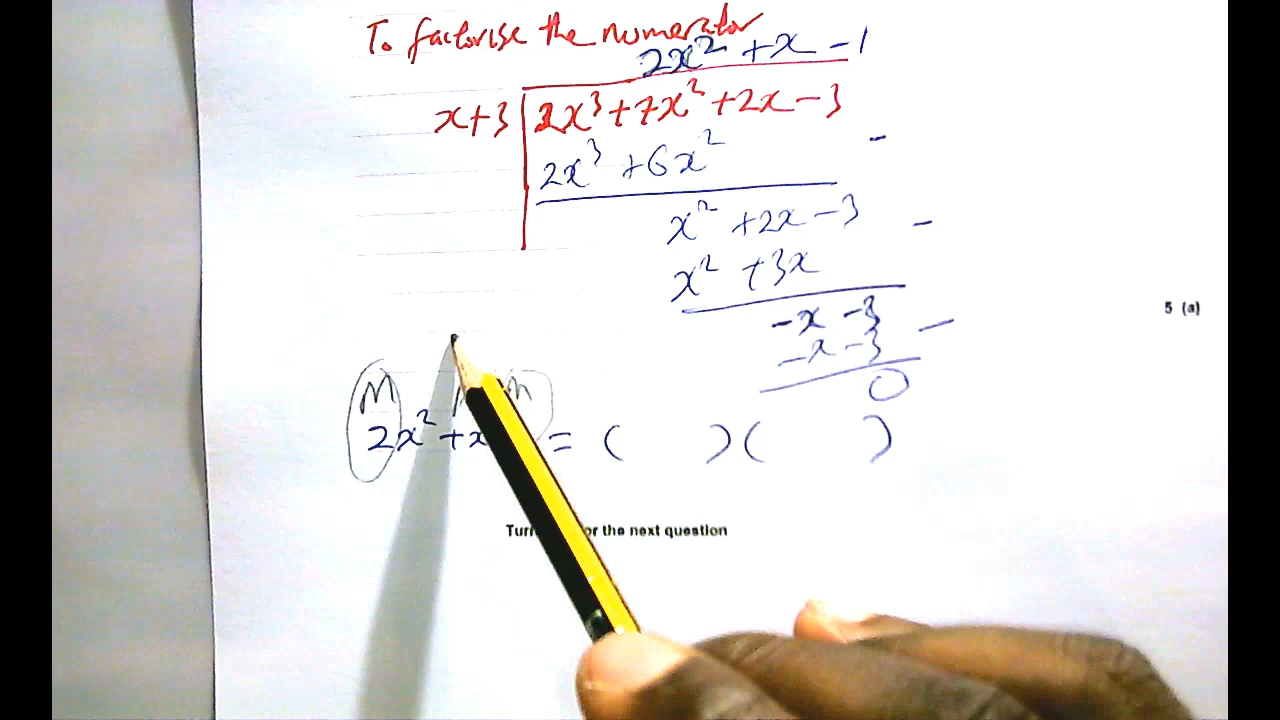 To factorise the numerator
2x² + x - 1
x+3 2x³ + 7x² + 2x - 3
2x³ + 6x² -
x² + 2x - 3 -
x² + 3x
-x - 3 -
-x - 3
0
5 (a)
M n
2x² + x = ( ) ( )
for the next question